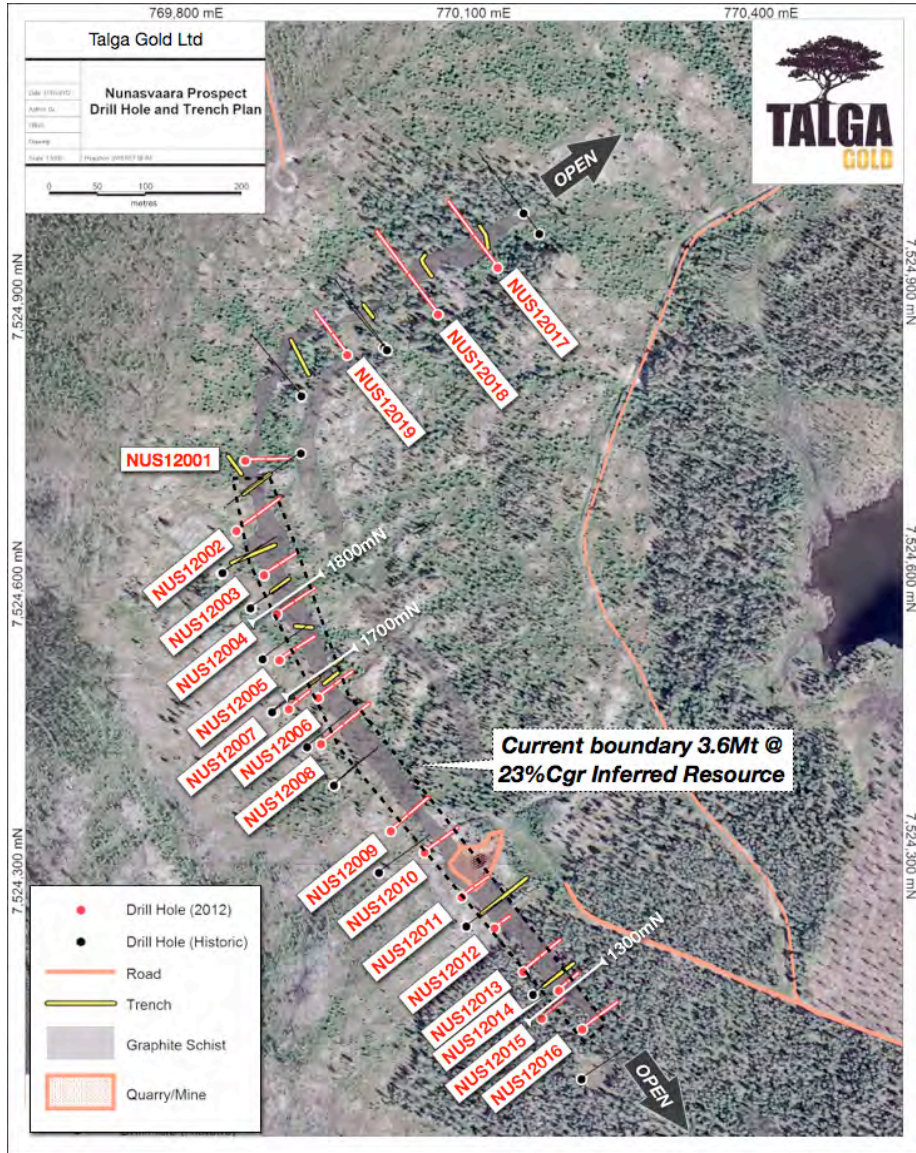 769,800 mE
770,100 mE
770,400 mE
Talga Gold Ltd
Nunasvaara Prospect
Drill Hole and Trench Plan
0 50 100 200
metres
TALGA
GOLD
OPEN
7,524,900 mN
7,524,900 mN
NUS12017
NUS12018
NUS12019
NUS12001
NUS12002
NUS12003
1800mN
NUS12004
7,524,600 mN
7,524,600 mN
1700mN
NUS12005
NUS12006
NUS12007
NUS12008
Current boundary 3.6Mt @
23%Cgr Inferred Resource
NUS12009
NUS12010
7,524,300 mN
7,524,300 mN
NUS12011
NUS12012
1300mN
NUS12013
NUS12014
NUS12015
NUS12016
OPEN
Drill Hole (2012)
Drill Hole (Historic)
Road
Trench
Graphite Schist
Quarry/Mine